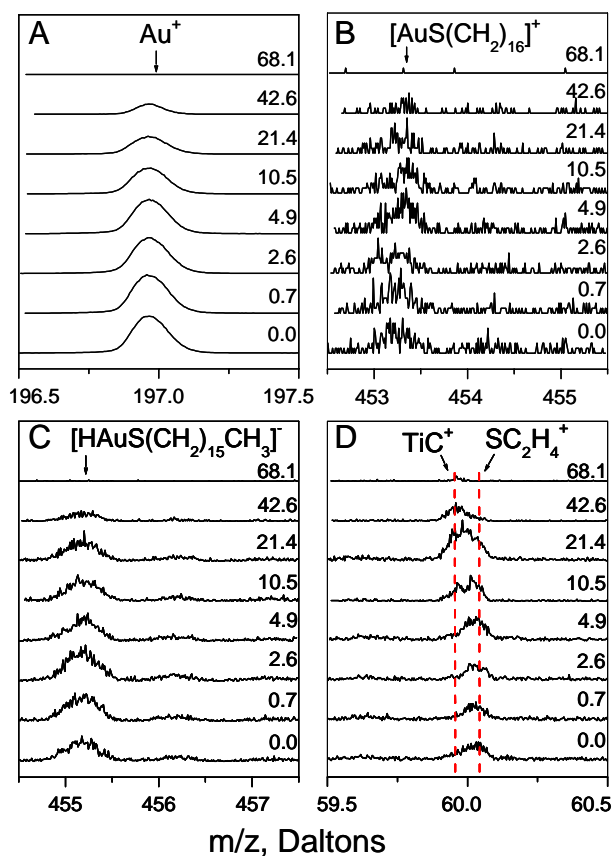 A
Au⁺
68.1
42.6
21.4
10.5
4.9
2.6
0.7
0.0
196.5 197.0 197.5
B
[AuS(CH₂)₁₆]⁺
68.1
42.6
21.4
10.5
4.9
2.6
0.7
0.0
453 454 455
C
[HAuS(CH₂)₁₅CH₃]⁻
68.1
42.6
21.4
10.5
4.9
2.6
0.7
0.0
455 456 457
D
TiC⁺ SC₂H₄⁺
68.1
42.6
21.4
10.5
4.9
2.6
0.7
0.0
59.5 60.0 60.5
m/z, Daltons